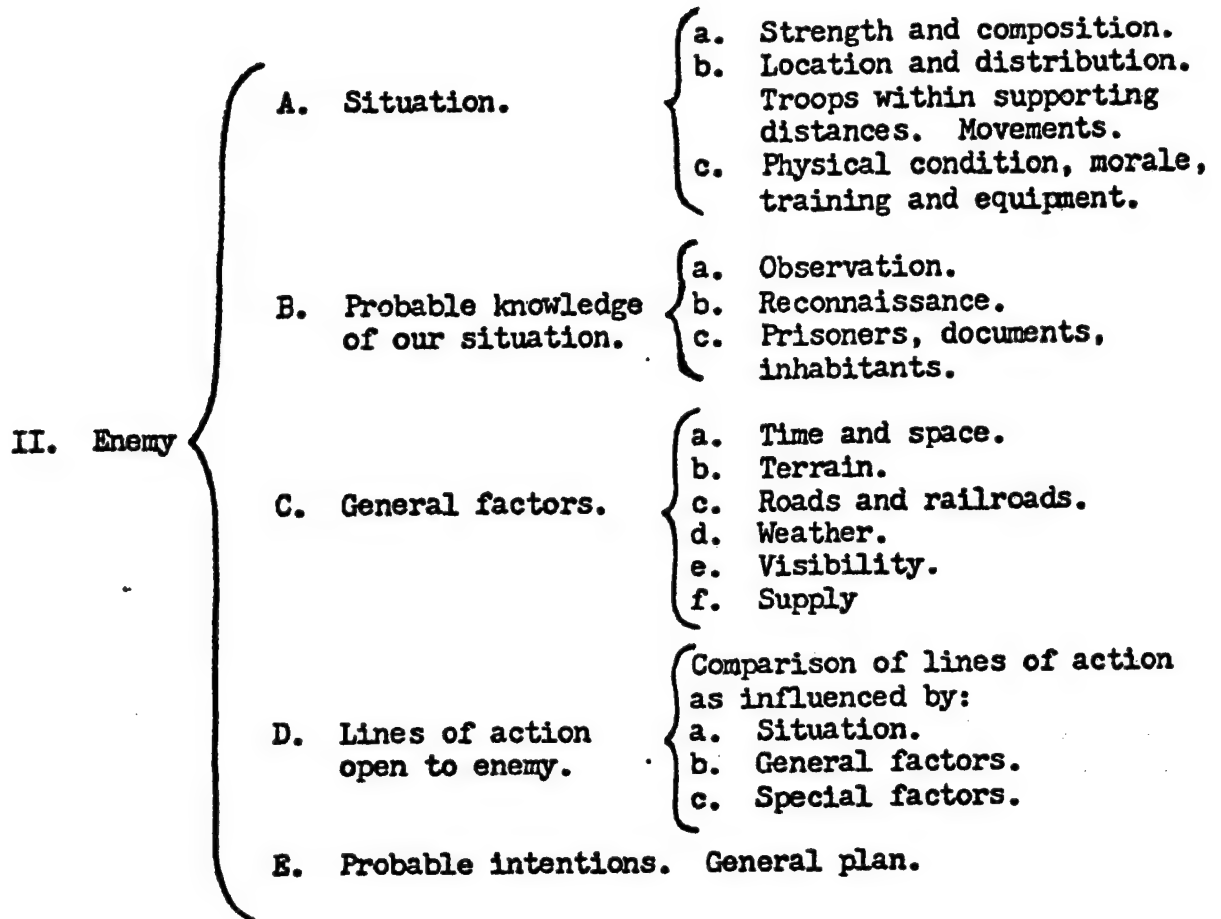 a. Strength and composition.
b. Location and distribution.
A. Situation.
Troops within supporting
distances. Movements.
c. Physical condition, morale,
training and equipment.
a. Observation.
B. Probable knowledge
b. Reconnaissance.
of our situation.
c. Prisoners, documents,
inhabitants.
II. Enemy
a. Time and space.
b. Terrain.
C. General factors.
c. Roads and railroads.
d. Weather.
e. Visibility.
f. Supply
Comparison of lines of action
as influenced by:
D. Lines of action
a. Situation.
open to enemy.
b. General factors.
c. Special factors.
E. Probable intentions. General plan.